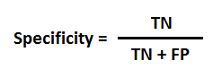 Specificity = TN
TN + FP